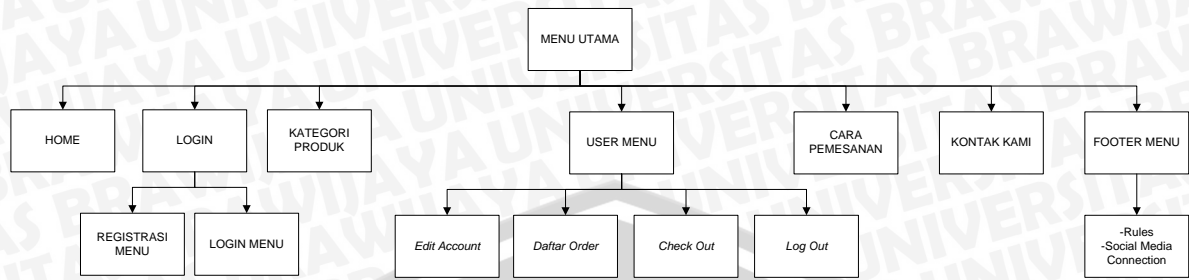 MENU UTAMA
HOME
LOGIN
KATEGORI
PRODUK
USER MENU
CARA
PEMESANAN
KONTAK KAMI
FOOTER MENU
REGISTRASI
MENU
LOGIN MENU
Edit Account
Daftar Order
Check Out
Log Out
-Rules
-Social Media
Connection